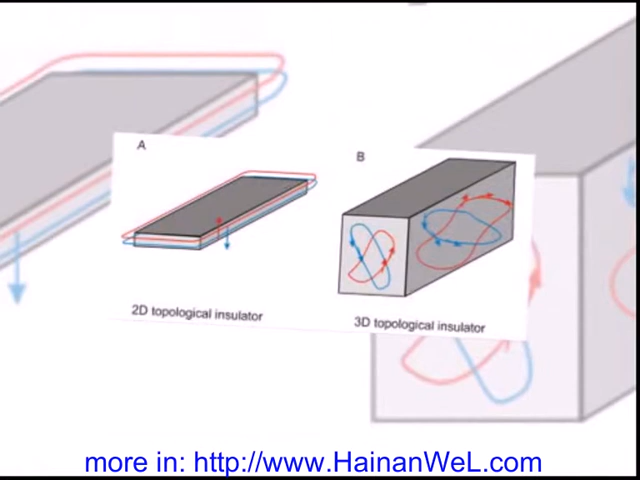 A
B
2D topological insulator
3D topological insulator
more in: http://www.HainanWeL.com